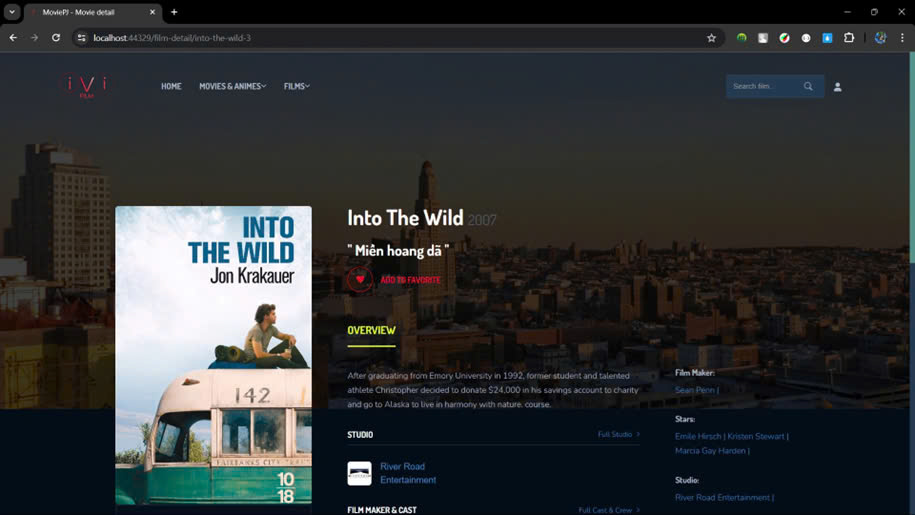 MoviePJ - Movie detail
localhost:44329/film-detail/into-the-wild-3
iVi
FILM
HOME
MOVIES & ANIMES
FILMS
Search film...
INTO
THE WILD
Jon Krakauer
142
FAIRBANKS CITY TRANSIT
10
18
Into The Wild 2007
" Miền hoang dã "
ADD TO FAVORITE
OVERVIEW
After graduating from Emory University in 1992, former student and talented
athlete Christopher decided to donate $24,000 in his savings account to charity
and go to Alaska to live in harmony with nature. course.
STUDIO
Full Studio >
River Road
Entertainment
FILM MAKER & CAST
Full Cast & Crew >
Film Maker:
Sean Penn |
Stars:
Emile Hirsch | Kristen Stewart |
Marcia Gay Harden |
Studio:
River Road Entertainment |